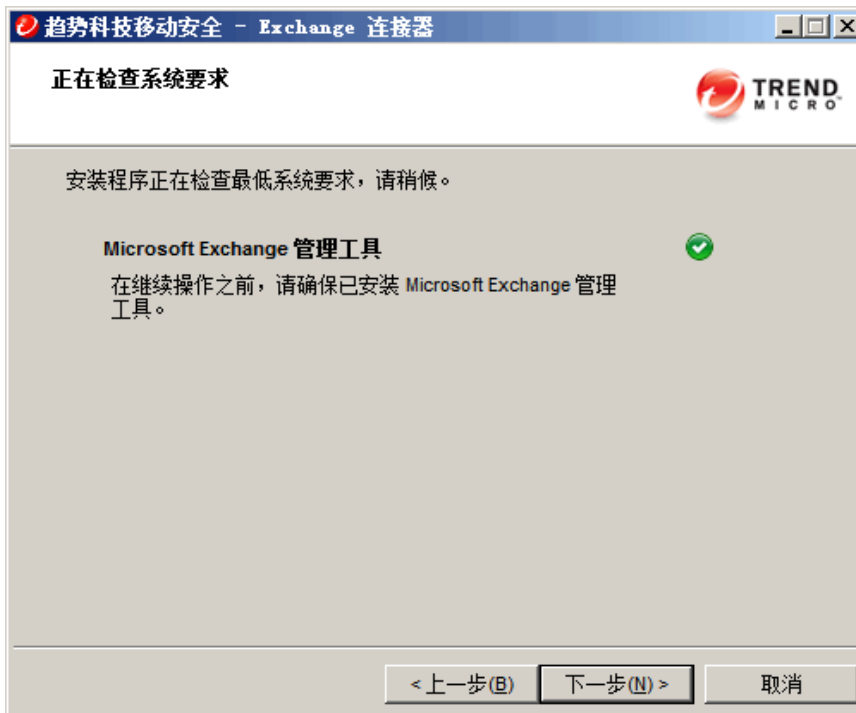 趋势科技移动安全 - Exchange 连接器
正在检查系统要求
TREND
MICRO™
安装程序正在检查最低系统要求，请稍候。
Microsoft Exchange 管理工具
在继续操作之前，请确保已安装 Microsoft Exchange 管理
工具。
<上一步(B) 下一步(N)> 取消